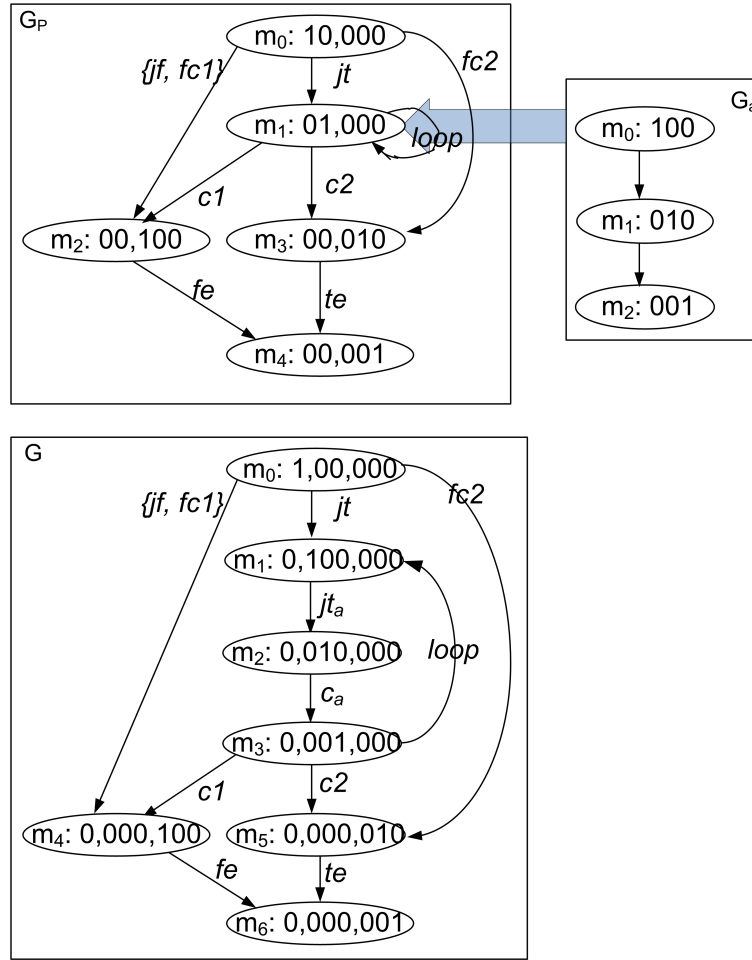 G_P
m₀: 10,000
{jf, fc1}
jt
fc2
m₁: 01,000
loop
c1
c2
m₂: 00,100
m₃: 00,010
fe
te
m₄: 00,001
m₀: 100
m₁: 010
m₂: 001
G
m₀: 1,00,000
{jf, fc1}
jt
fc2
m₁: 0,100,000
jtₐ
m₂: 0,010,000
loop
cₐ
m₃: 0,001,000
c1
c2
m₄: 0,000,100
m₅: 0,000,010
fe
te
m₆: 0,000,001